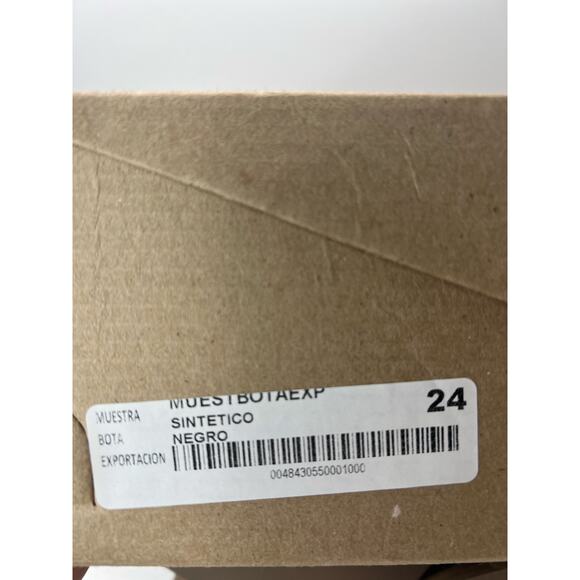 MUESTRA MUESTBOTAEXP 24
BOTA SINTETICO
EXPORTACION NEGRO
0048430550001000